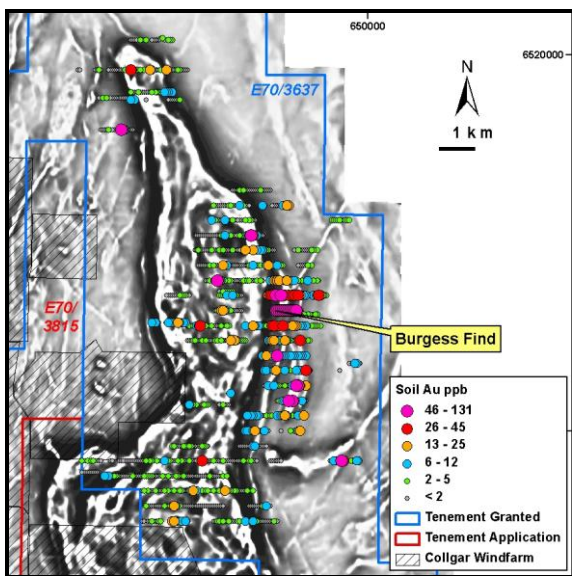 650000
6520000
E70/3637
N
1 km
E70/
3815
Burgess Find
Soil Au ppb
46 - 131
26 - 45
13 - 25
6 - 12
2 - 5
< 2
Tenement Granted
Tenement Application
Collgar Windfarm